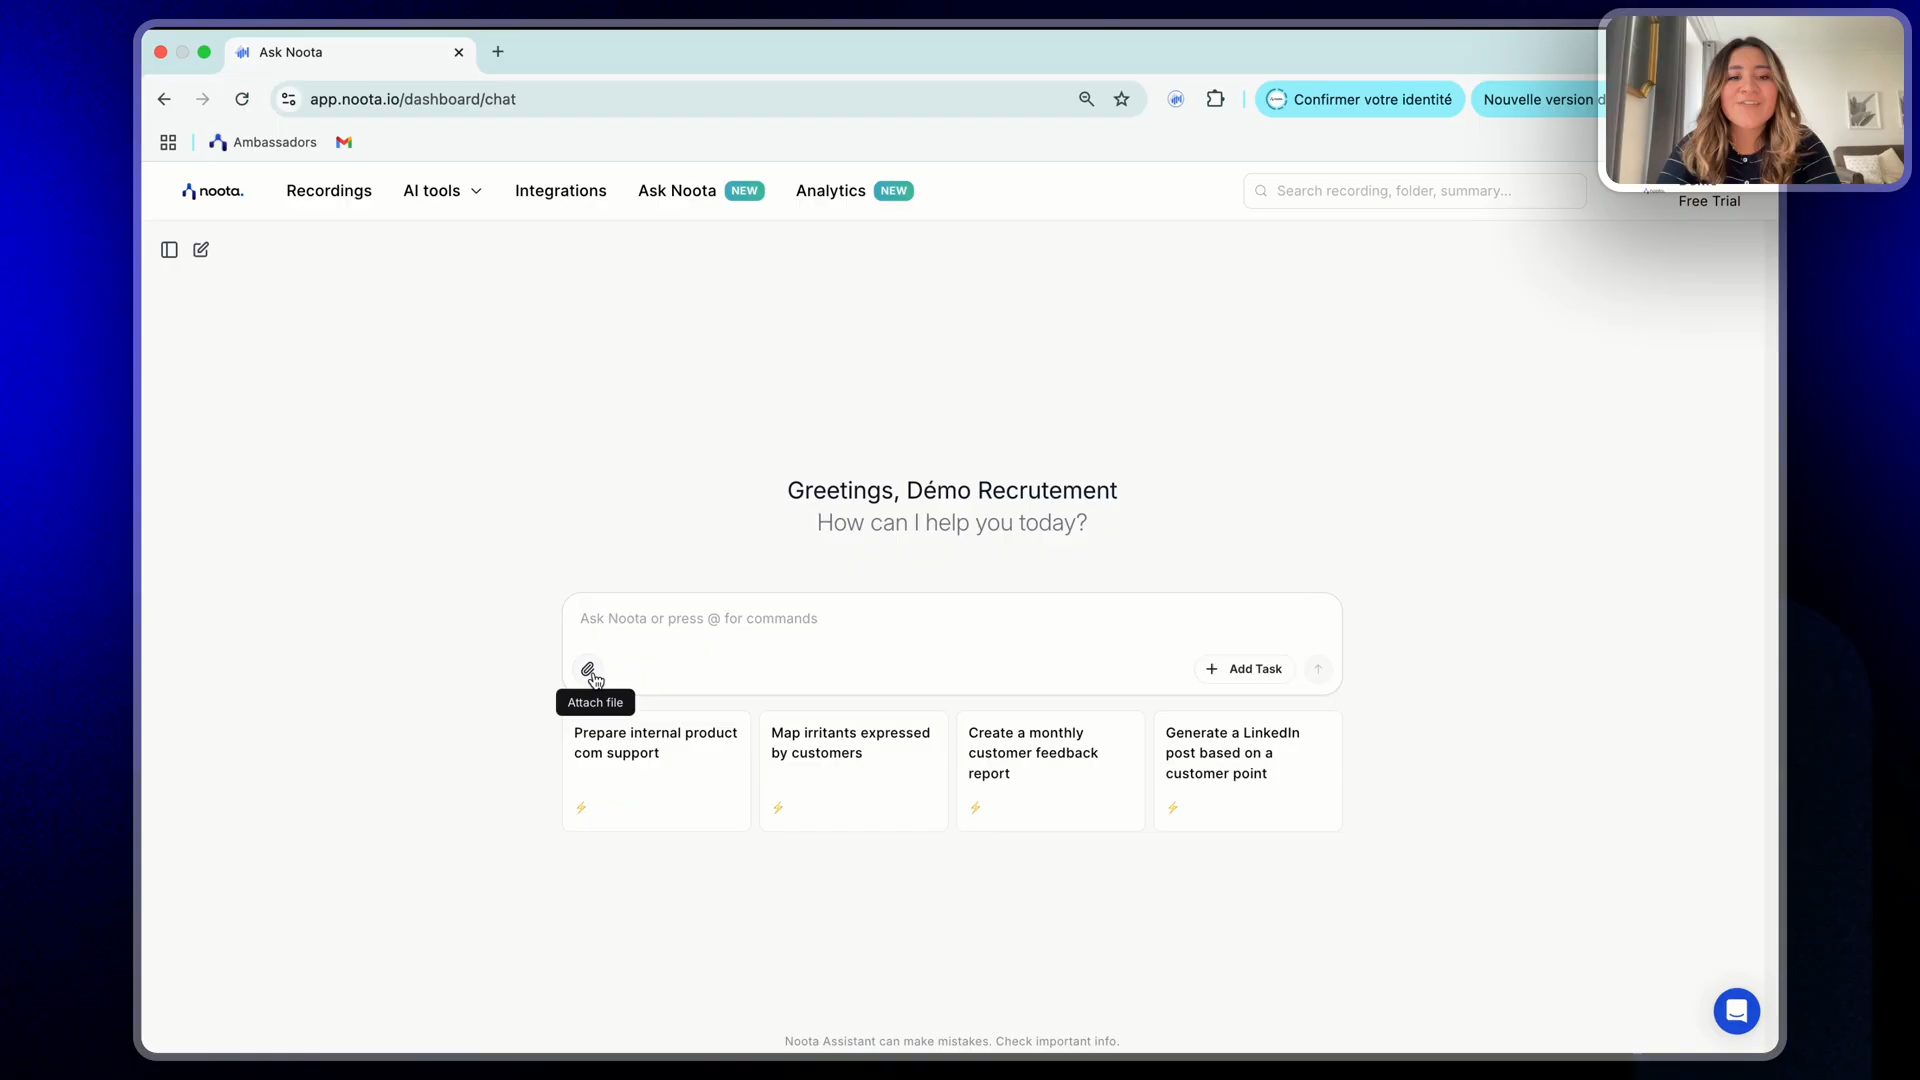 Ask Noota
app.noota.io/dashboard/chat
Confirmer votre identité
Nouvelle version
Ambassadors
noota.
Recordings
AI tools
Integrations
Ask Noota NEW
Analytics NEW
Search recording, folder, summary...
Free Trial
Greetings, Démo Recrutement
How can I help you today?
Ask Noota or press @ for commands
Add Task
Attach file
Prepare internal product
com support
Map irritants expressed
by customers
Create a monthly
customer feedback
report
Generate a LinkedIn
post based on a
customer point
Noota Assistant can make mistakes. Check important info.